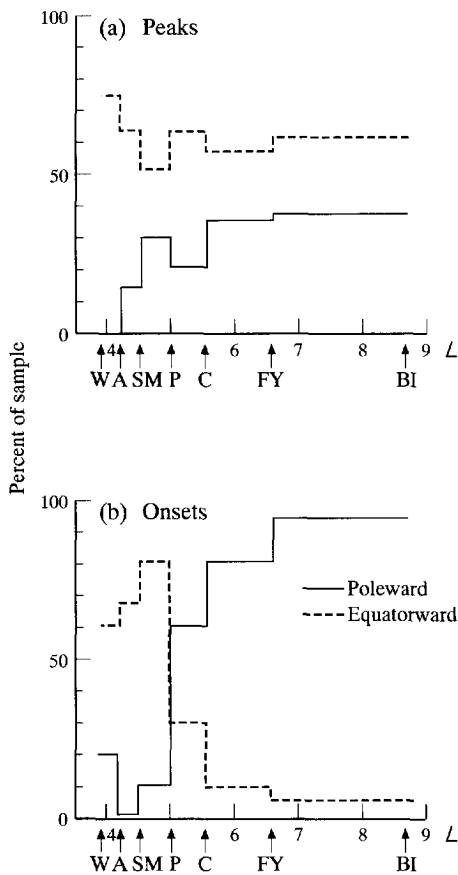 Percent of sample
(a) Peaks
100
50
0
4 6 7 8 9 L
W A SM P C FY BI
(b) Onsets
100
50
0
Poleward
Equatorward
4 6 7 8 9 L
W A SM P C FY BI